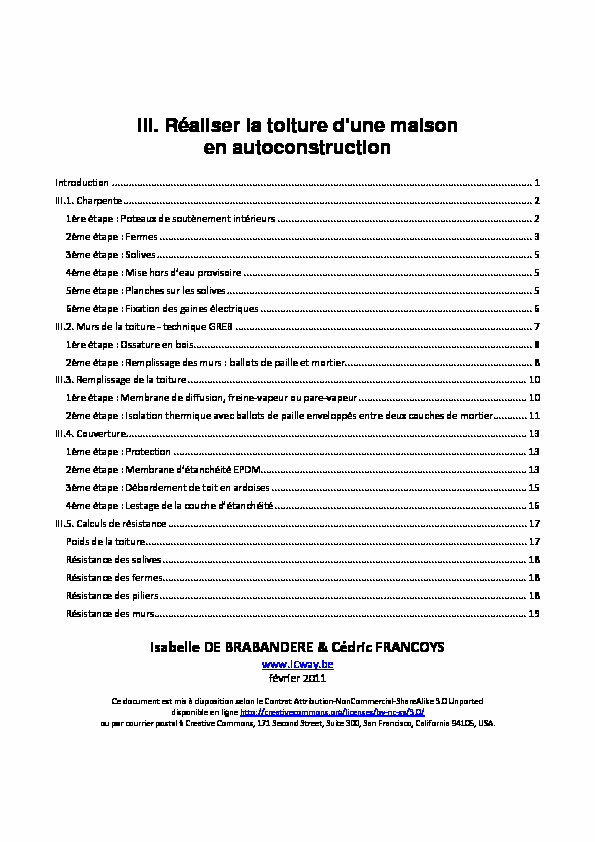 III. Réaliser la toiture d'une maison
en autoconstruction
Introduction ........ 1
III.1. Charpente ........ 2
1ère étape : Poteaux de soutènement intérieurs ........ 2
2ème étape : Fermes ........ 3
3ème étape : Solives ........ 5
4ème étape : Mise hors d'eau provisoire ........ 5
5ème étape : Planches sur les solives ........ 5
6ème étape : Fixation des gaines électriques ........ 6
III.2. Murs de la toiture - technique GREB ........ 7
1ère étape : Ossature en bois ........ 8
2ème étape : Remplissage des murs : ballots de paille et mortier ........ 8
III.3. Remplissage de la toiture ........ 10
1ère étape : Membrane de diffusion, freine-vapeur ou pare-vapeur ........ 10
2ème étape : Isolation thermique avec ballots de paille enveloppés entre deux couches de mortier ........ 11
III.4. Couverture ........ 13
1ème étape : Protection ........ 13
2ème étape : Membrane d'étanchéité EPDM ........ 13
3ème étape : Débordement de toit en ardoises ........ 15
4ème étape : Lestage de la couche d'étanchéité ........ 16
III.5. Calculs de résistance ........ 17
Poids de la toiture ........ 17
Résistance des solives ........ 18
Résistance des fermes ........ 18
Résistance des piliers ........ 18
Résistance des murs ........ 19
Isabelle DE BRABANDERE & Cédric FRANCOYS
www.icway.be
février 2011
Ce document est mis à disposition selon le Contrat Attribution-NonCommercial-ShareAlike 3.0 Unported
disponible en ligne http://creativecommons.org/licenses/by-nc-sa/3.0/
ou par courrier postal à Creative Commons, 171 Second Street, Suite 300, San Francisco, California 94105, USA.